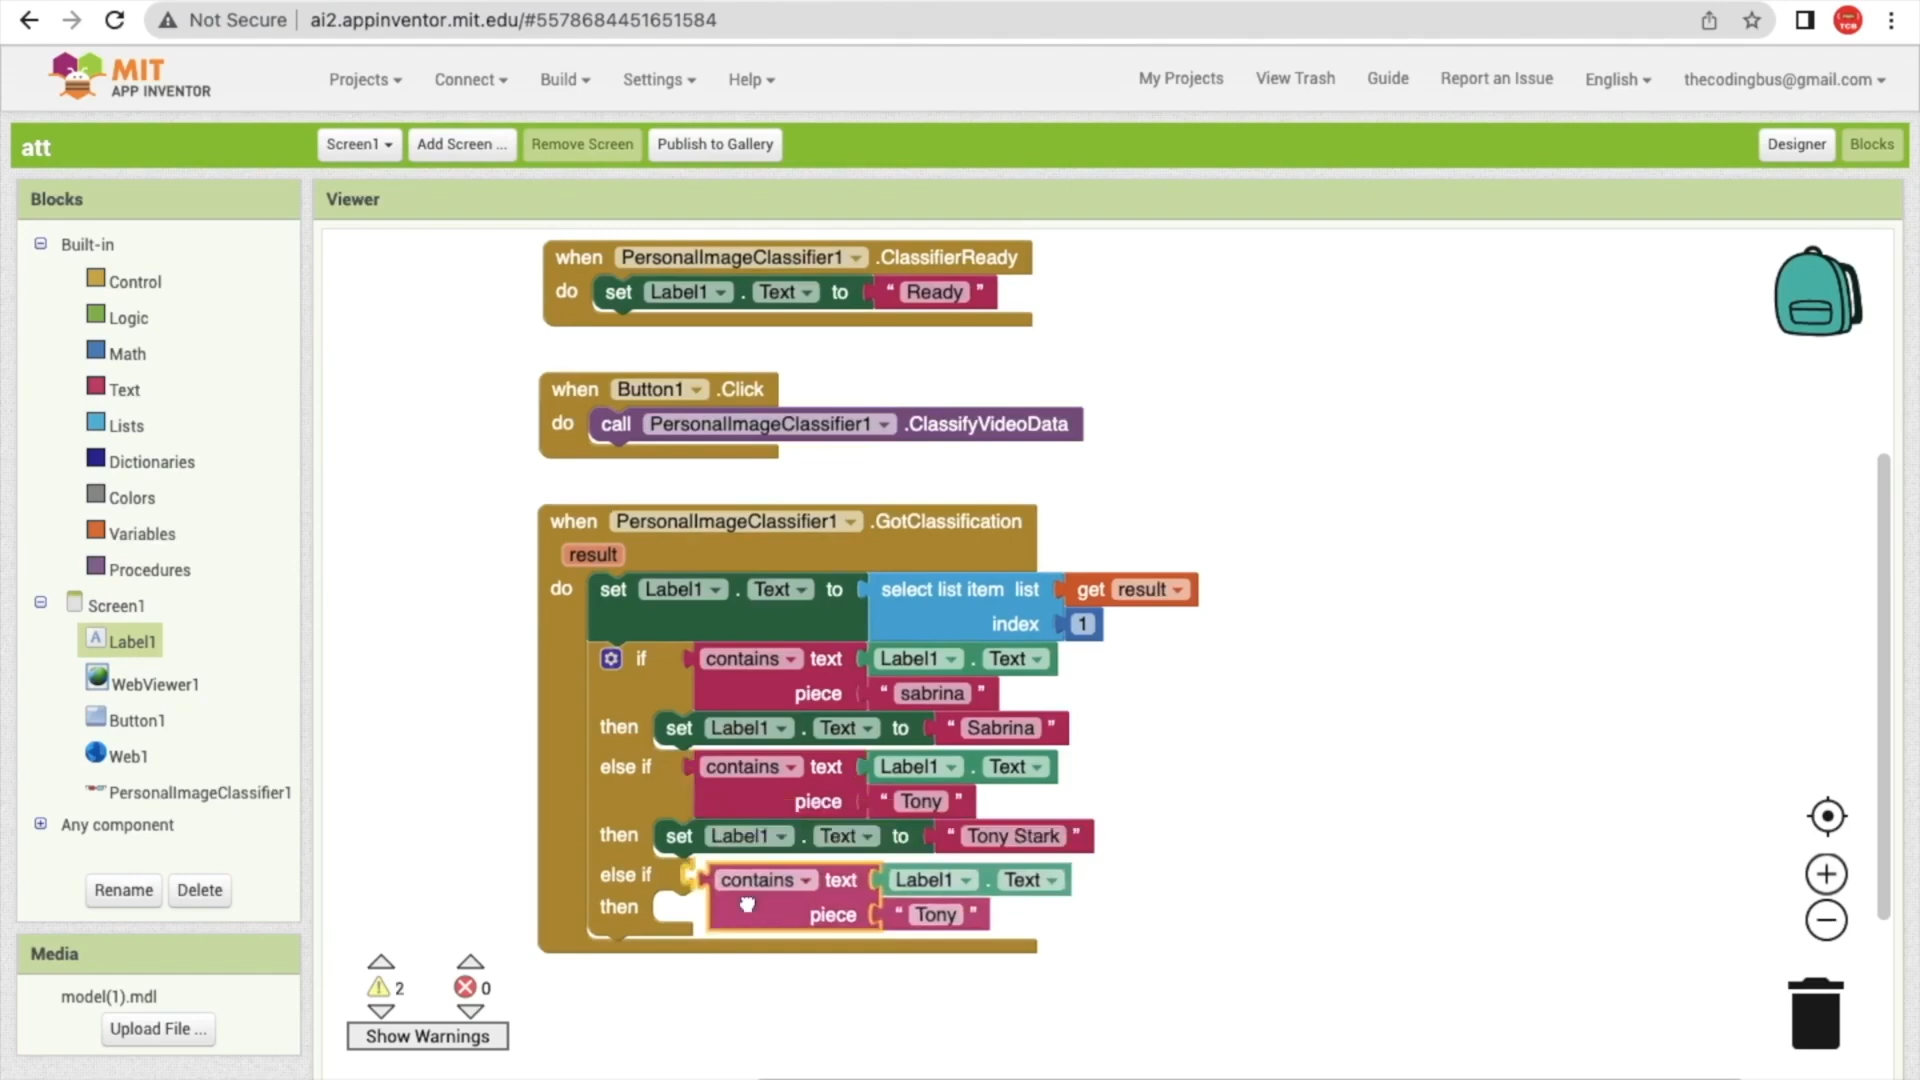 Not Secure | ai2.appinventor.mit.edu/#5578684451651584
TCB
MIT
APP INVENTOR
Projects Connect Build Settings Help My Projects View Trash Guide Report an Issue English thecodingbus@gmail.com
att Screen1 Add Screen ... Remove Screen Publish to Gallery Designer Blocks
Blocks
Viewer
Built-in
Control
Logic
Math
Text
Lists
Dictionaries
Colors
Variables
Procedures
Screen1
A Label1
WebViewer1
Button1
Web1
PersonalImageClassifier1
Any component
Rename Delete
Media
model(1).mdl
Upload File ...
when PersonalImageClassifier1 .ClassifierReady
do set Label1 . Text to “ Ready ”
when Button1 .Click
do call PersonalImageClassifier1 .ClassifyVideoData
when PersonalImageClassifier1 .GotClassification
result
do set Label1 . Text to select list item list get result
index 1
if contains text Label1 . Text
piece “ sabrina ”
then set Label1 . Text to “ Sabrina ”
else if contains text Label1 . Text
piece “ Tony ”
then set Label1 . Text to “ Tony Stark ”
else if contains text Label1 . Text
then piece “ Tony ”
2 0
Show Warnings